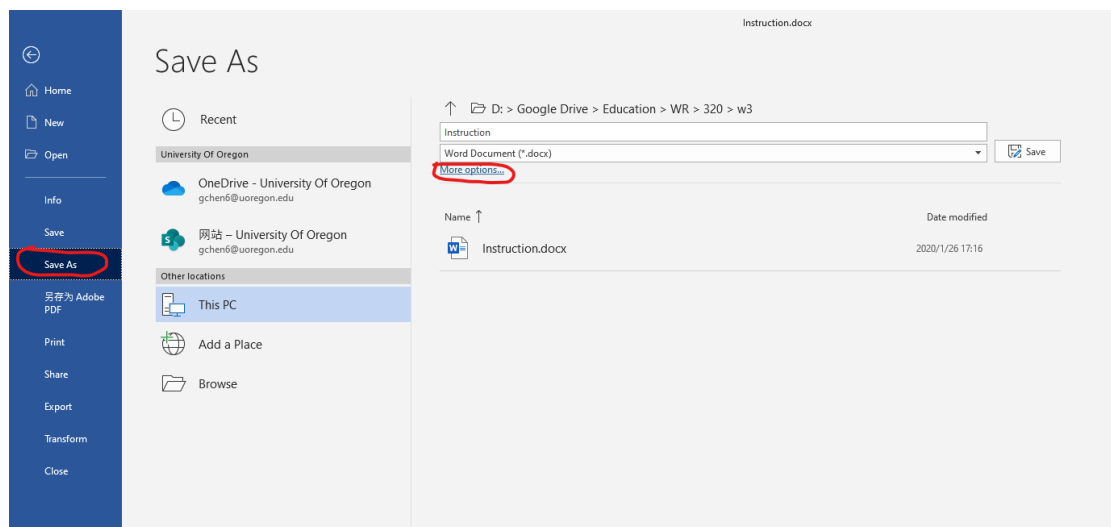 Instruction.docx
Save As
Home
New
Open
Info
Save
Save As
另存为 Adobe
PDF
Print
Share
Export
Transform
Close
Recent
University Of Oregon
OneDrive - University Of Oregon
gchen6@uoregon.edu
网站 – University Of Oregon
gchen6@uoregon.edu
Other locations
This PC
Add a Place
Browse
D: > Google Drive > Education > WR > 320 > w3
Instruction
Word Document (*.docx)
Save
More options...
Name ↑
Date modified
Instruction.docx
2020/1/26 17:16